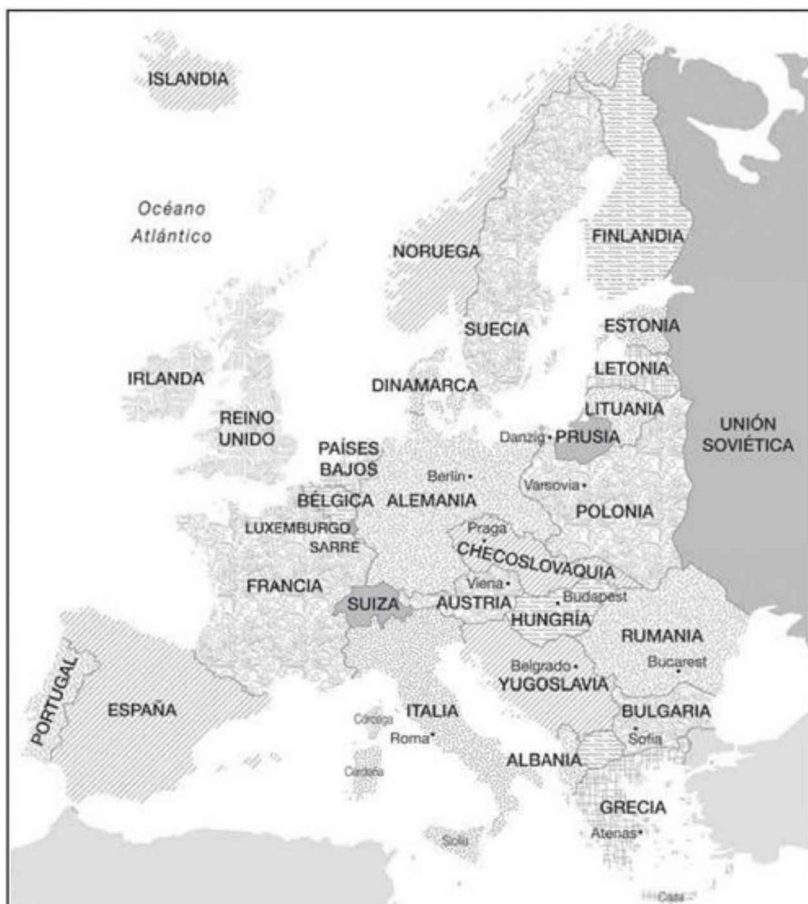 ISLANDIA
Océano
Atlántico
NORUEGA
FINLANDIA
SUECIA
ESTONIA
LETONIA
LITUANIA
IRLANDA
DINAMARCA
REINO
UNIDO
UNIÓN
SOVIÉTICA
Danzig
PRUSIA
PAÍSES
BAJOS
Berlín
Varsovia
BÉLGICA
ALEMANIA
POLONIA
LUXEMBURGO
Praga
SARRE
CHECOSLOVAQUIA
FRANCIA
Viena
SUIZA
AUSTRIA
Budapest
HUNGRÍA
RUMANIA
Belgrado
Bucarest
YUGOSLAVIA
PORTUGAL
ESPAÑA
ITALIA
BULGARIA
Córcega
Roma
Sofía
ALBANIA
Cerdeña
GRECIA
Atenas